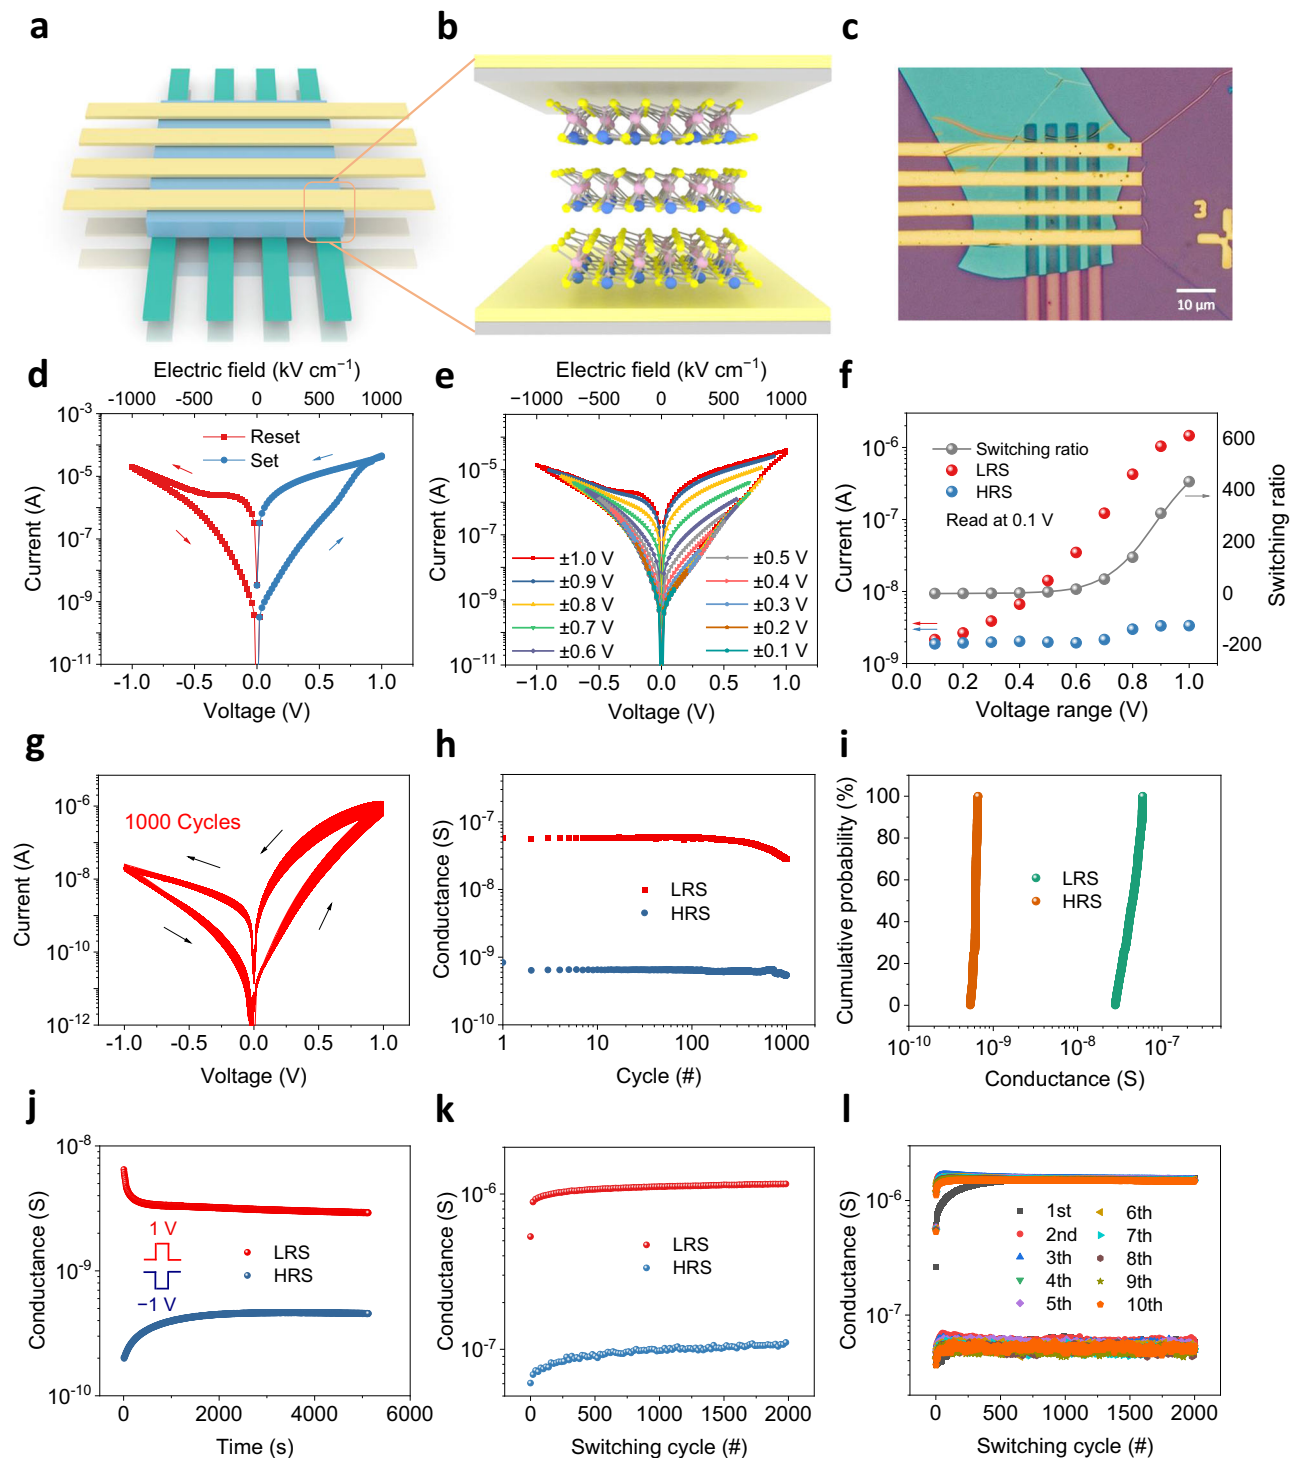 a
b
c
3
10 μm
d
Electric field (kV cm⁻¹)
-1000 -500 0 500 1000
10⁻³
10⁻⁵
10⁻⁷
10⁻⁹
10⁻¹¹
Current (A)
Reset
Set
-1.0 -0.5 0.0 0.5 1.0
Voltage (V)
e
Electric field (kV cm⁻¹)
−1000 −500 0 500 1000
10⁻⁵
10⁻⁷
10⁻⁹
10⁻¹¹
Current (A)
±1.0 V
±0.9 V
±0.8 V
±0.7 V
±0.6 V
±0.5 V
±0.4 V
±0.3 V
±0.2 V
±0.1 V
−1.0 −0.5 0.0 0.5 1.0
Voltage (V)
f
10⁻⁶
10⁻⁷
10⁻⁸
10⁻⁹
Current (A)
Switching ratio
LRS
HRS
Read at 0.1 V
600
400
200
0
−200
Switching ratio
0.0 0.2 0.4 0.6 0.8 1.0
Voltage range (V)
g
10⁻⁶
10⁻⁸
10⁻¹⁰
10⁻¹²
Current (A)
1000 Cycles
-1.0 -0.5 0.0 0.5 1.0
Voltage (V)
h
10⁻⁷
10⁻⁸
10⁻⁹
10⁻¹⁰
Conductance (S)
LRS
HRS
1 10 100 1000
Cycle (#)
i
100
80
60
40
20
0
Cumulative probability (%)
LRS
HRS
10⁻¹⁰ 10⁻⁹ 10⁻⁸ 10⁻⁷
Conductance (S)
j
10⁻⁸
10⁻⁹
10⁻¹⁰
Conductance (S)
1 V
−1 V
LRS
HRS
0 2000 4000 6000
Time (s)
k
10⁻⁶
10⁻⁷
Conductance (S)
LRS
HRS
0 500 1000 1500 2000
Switching cycle (#)
l
10⁻⁶
10⁻⁷
Conductance (S)
1st
2nd
3th
4th
5th
6th
7th
8th
9th
10th
0 500 1000 1500 2000
Switching cycle (#)